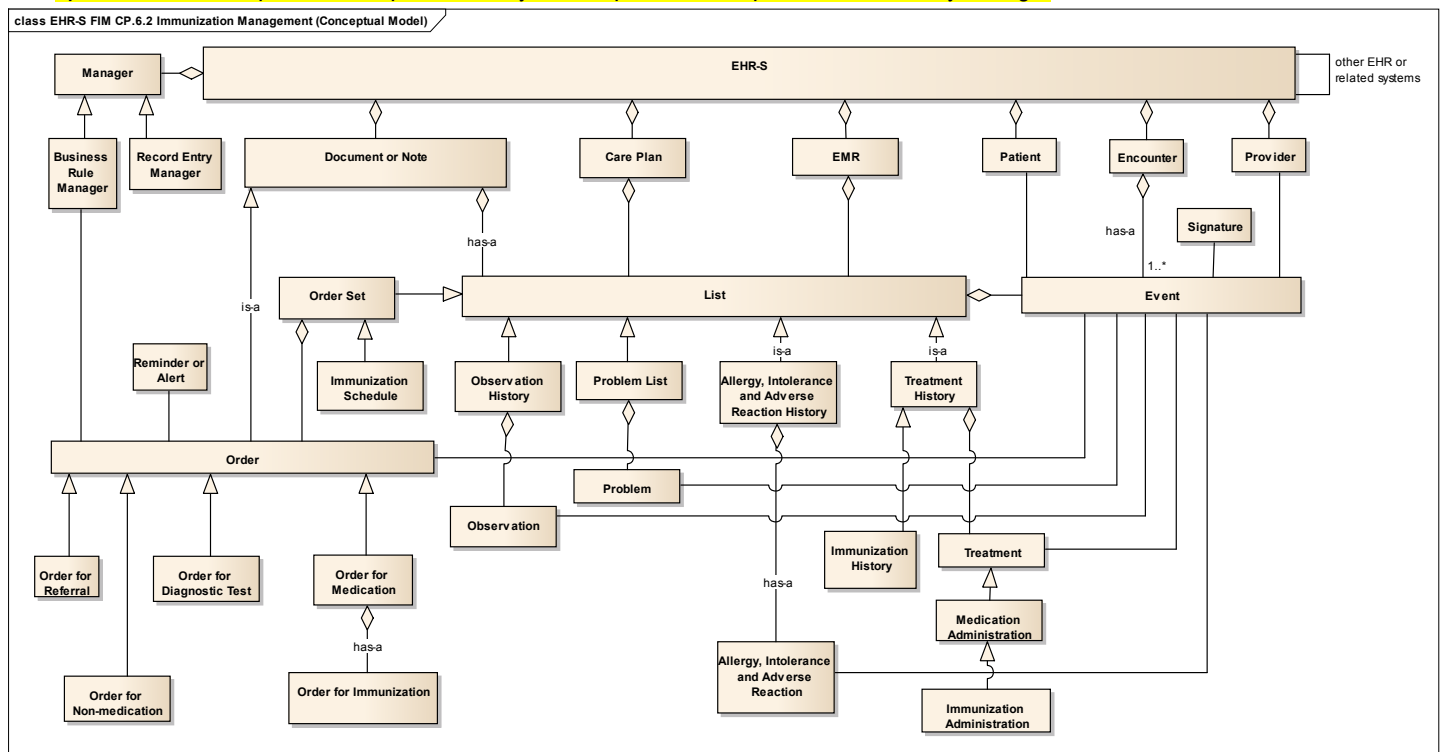 class EHR-S FIM CP.6.2 Immunization Management (Conceptual Model)
Manager
EHR-S
other EHR or
related systems
Business
Rule
Manager
Record Entry
Manager
Document or Note
Care Plan
EMR
Patient
Encounter
Provider
has-a
has-a
Signature
1..*
Order Set
List
Event
is-a
Reminder or
Alert
Immunization
Schedule
Observation
History
Problem List
is-a
Allergy, Intolerance
and Adverse
Reaction History
is-a
Treatment
History
Order
Problem
Observation
Immunization
History
Treatment
Order for
Referral
Order for
Diagnostic Test
Order for
Medication
has-a
has-a
Medication
Administration
Order for
Non-medication
Order for Immunization
Allergy, Intolerance
and Adverse
Reaction
Immunization
Administration